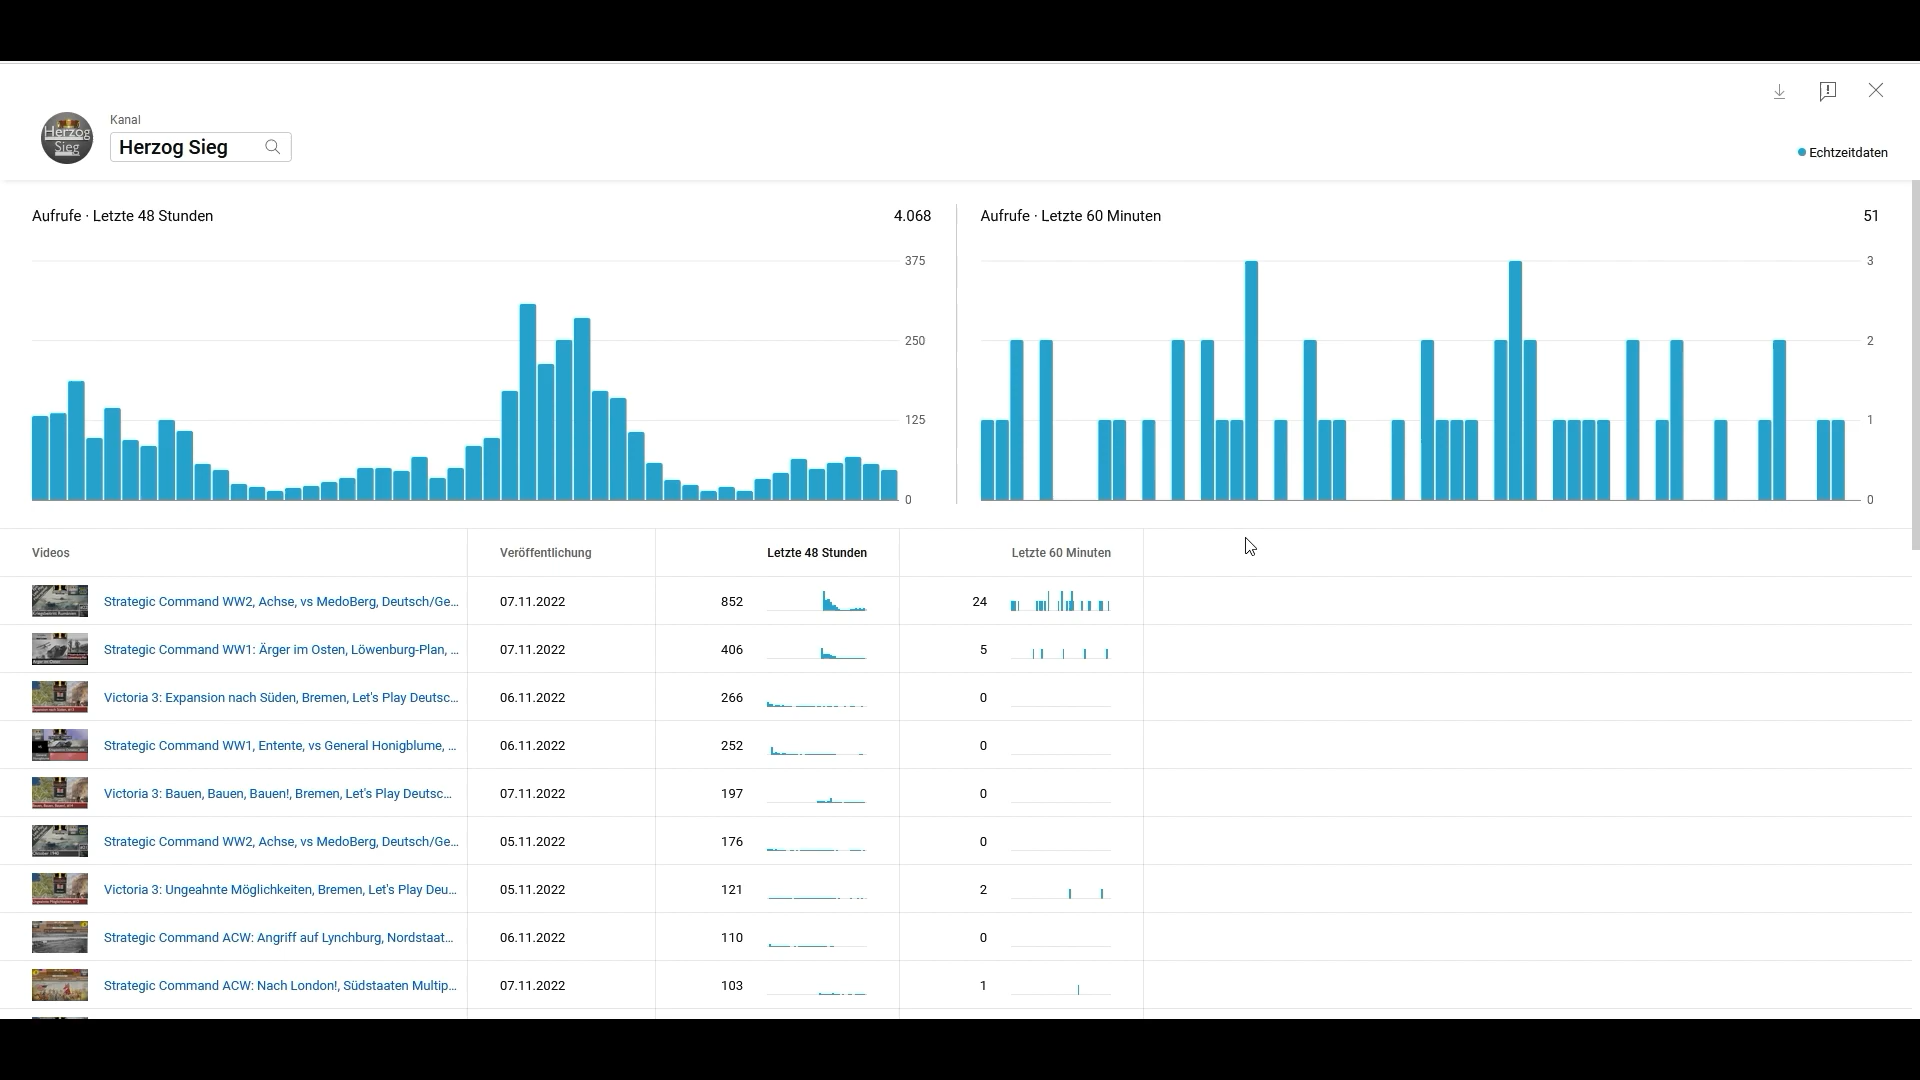 Kanal
Herzog Sieg
Herzog
Sieg
Echtzeitdaten
Aufrufe · Letzte 48 Stunden 4.068
375
250
125
0
Aufrufe · Letzte 60 Minuten 51
3
2
1
0
Videos Veröffentlichung Letzte 48 Stunden Letzte 60 Minuten
Strategic Command WW2, Achse, vs MedoBerg, Deutsch/Ge... 07.11.2022 852 24
Strategic Command WW1: Ärger im Osten, Löwenburg-Plan, ... 07.11.2022 406 5
Victoria 3: Expansion nach Süden, Bremen, Let's Play Deutsc... 06.11.2022 266 0
Strategic Command WW1, Entente, vs General Honigblume, ... 06.11.2022 252 0
Victoria 3: Bauen, Bauen, Bauen!, Bremen, Let's Play Deutsc... 07.11.2022 197 0
Strategic Command WW2, Achse, vs MedoBerg, Deutsch/Ge... 05.11.2022 176 0
Victoria 3: Ungeahnte Möglichkeiten, Bremen, Let's Play Deu... 05.11.2022 121 2
Strategic Command ACW: Angriff auf Lynchburg, Nordstaat... 06.11.2022 110 0
Strategic Command ACW: Nach London!, Südstaaten Multip... 07.11.2022 103 1